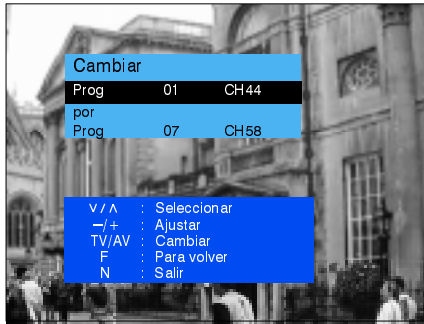 Cambiar
Prog 01 CH44
por
Prog 07 CH58
∨/∧ : Seleccionar
−/+ : Ajustar
TV/AV : Cambiar
F : Para volver
N : Salir